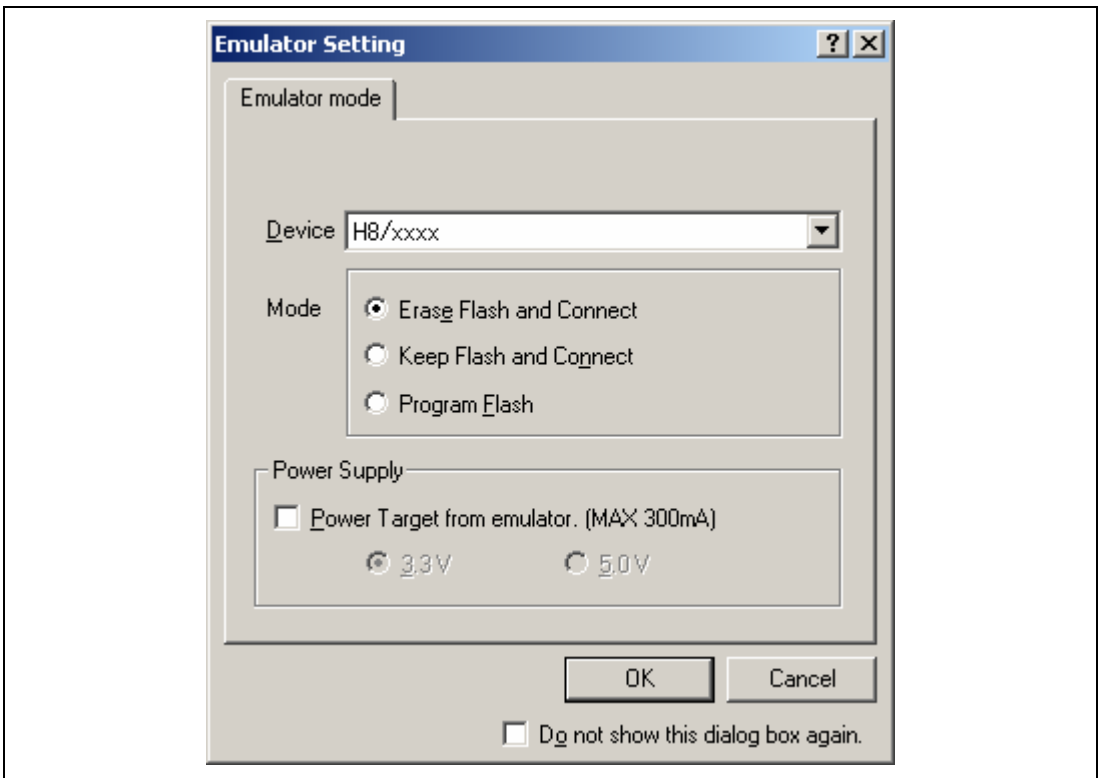 Emulator Setting
Emulator mode
Device H8/xxxx
Mode
Erase Flash and Connect
Keep Flash and Connect
Program Flash
Power Supply
Power Target from emulator. (MAX 300mA)
3.3V 5.0V
OK Cancel
Do not show this dialog box again.